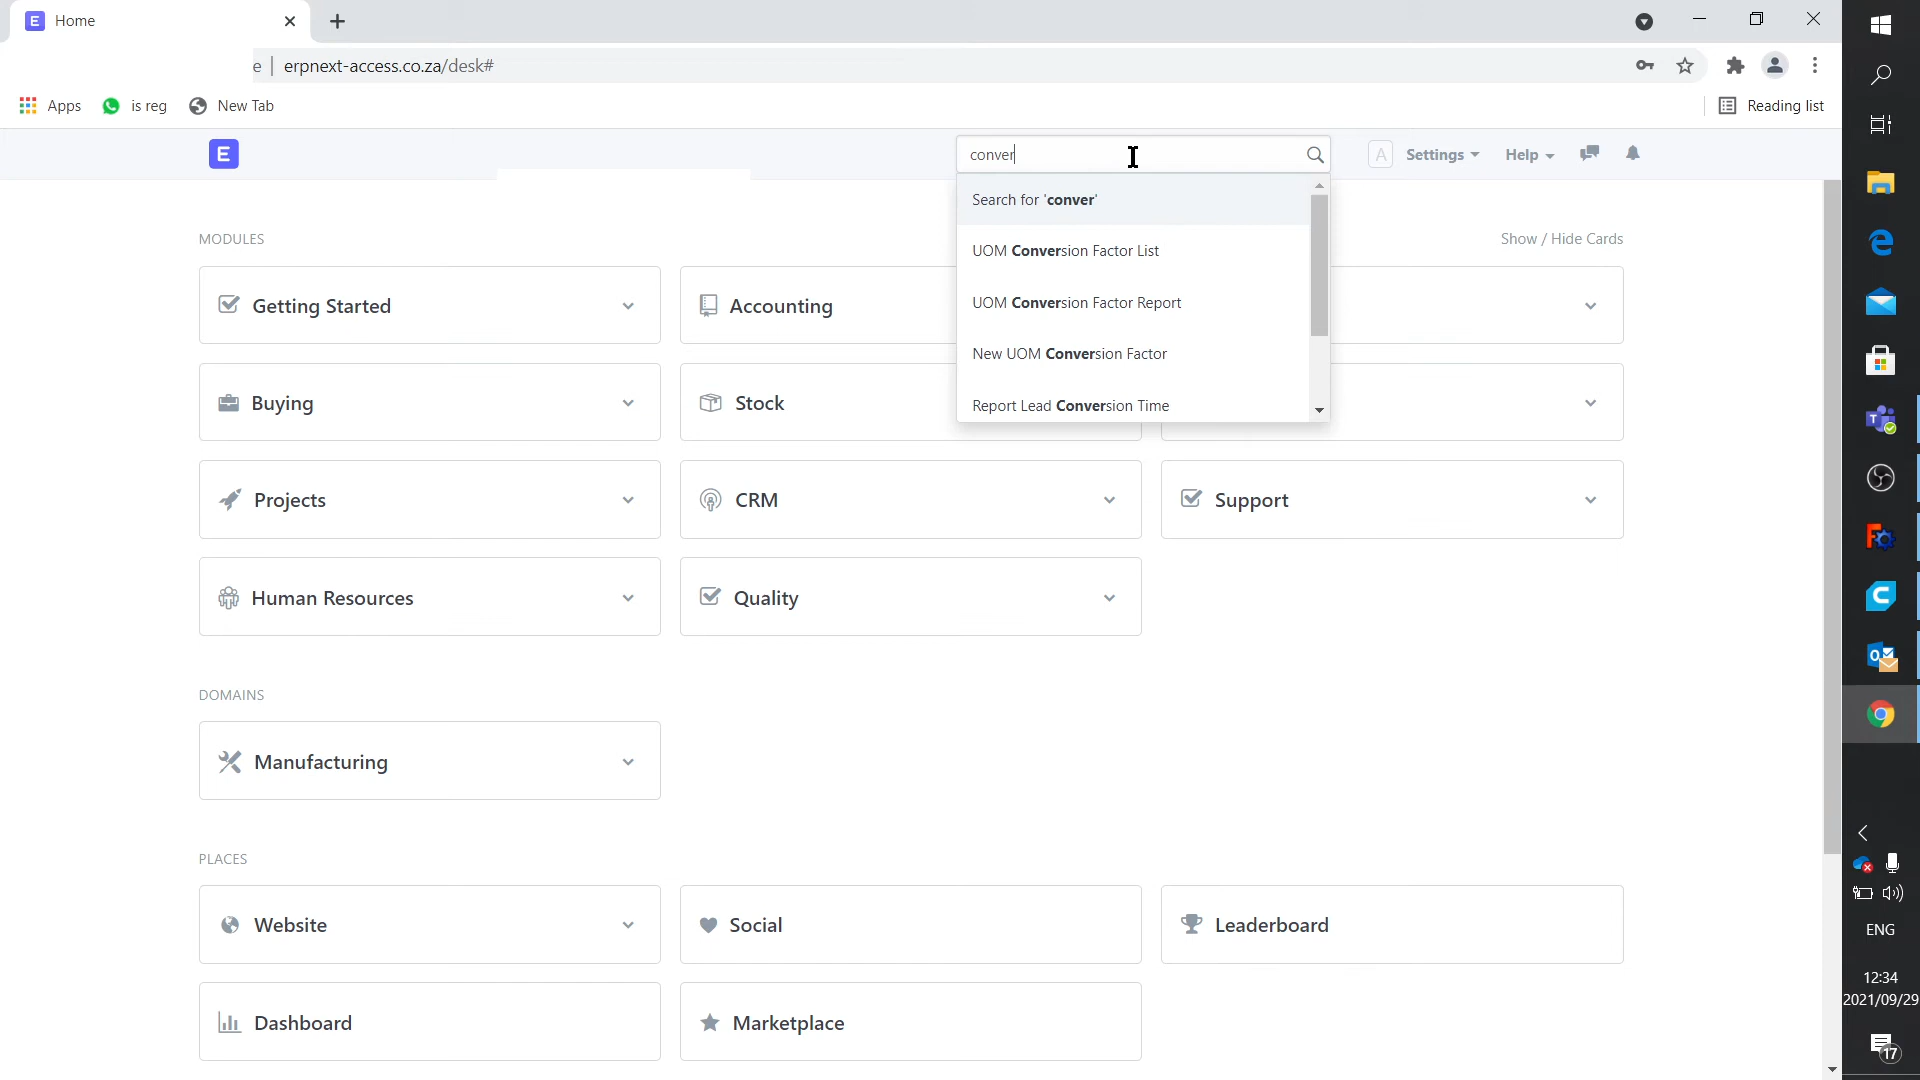 E Home
e | erpnext-access.co.za/desk#
Apps is reg New Tab Reading list
E conver A Settings Help
Search for 'conver'
UOM Conversion Factor List
UOM Conversion Factor Report
New UOM Conversion Factor
Report Lead Conversion Time
MODULES Show / Hide Cards
Getting Started Accounting
Buying Stock
Projects CRM Support
Human Resources Quality
DOMAINS
Manufacturing
PLACES
Website Social Leaderboard
Dashboard Marketplace
ENG
12:34
2021/09/29
17